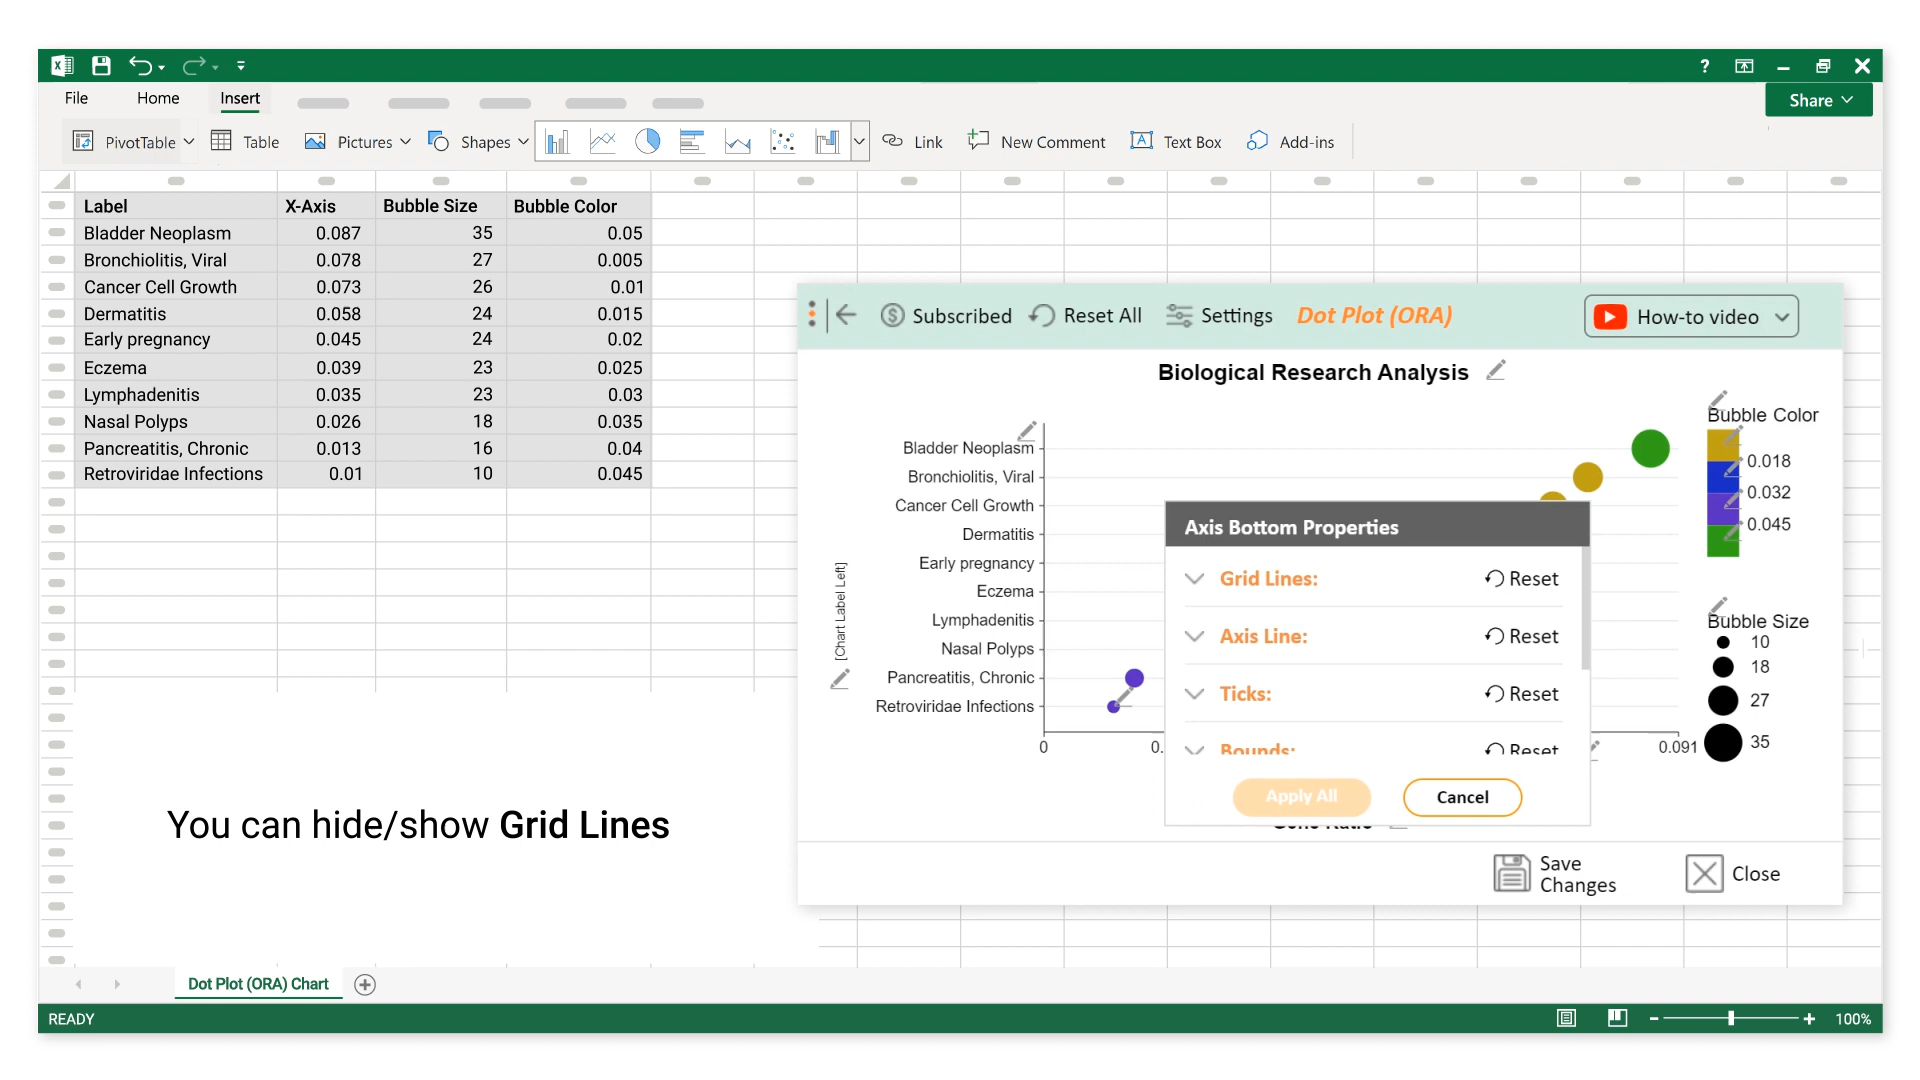 File Home Insert
Share
PivotTable Table Pictures Shapes Link New Comment Text Box Add-ins
Label X-Axis Bubble Size Bubble Color
Bladder Neoplasm 0.087 35 0.05
Bronchiolitis, Viral 0.078 27 0.005
Cancer Cell Growth 0.073 26 0.01
Dermatitis 0.058 24 0.015
Early pregnancy 0.045 24 0.02
Eczema 0.039 23 0.025
Lymphadenitis 0.035 23 0.03
Nasal Polyps 0.026 18 0.035
Pancreatitis, Chronic 0.013 16 0.04
Retroviridae Infections 0.01 10 0.045
You can hide/show Grid Lines
Subscribed Reset All Settings Dot Plot (ORA) How-to video
Biological Research Analysis
[Chart Label Left]
Bladder Neoplasm
Bronchiolitis, Viral
Cancer Cell Growth
Dermatitis
Early pregnancy
Eczema
Lymphadenitis
Nasal Polyps
Pancreatitis, Chronic
Retroviridae Infections
0 0. 0.091
Axis Bottom Properties
Grid Lines: Reset
Axis Line: Reset
Ticks: Reset
Bounds: Reset
Apply All Cancel
Bubble Color
0.018
0.032
0.045
Bubble Size
10
18
27
35
Save
Changes
Close
Dot Plot (ORA) Chart
READY
100%